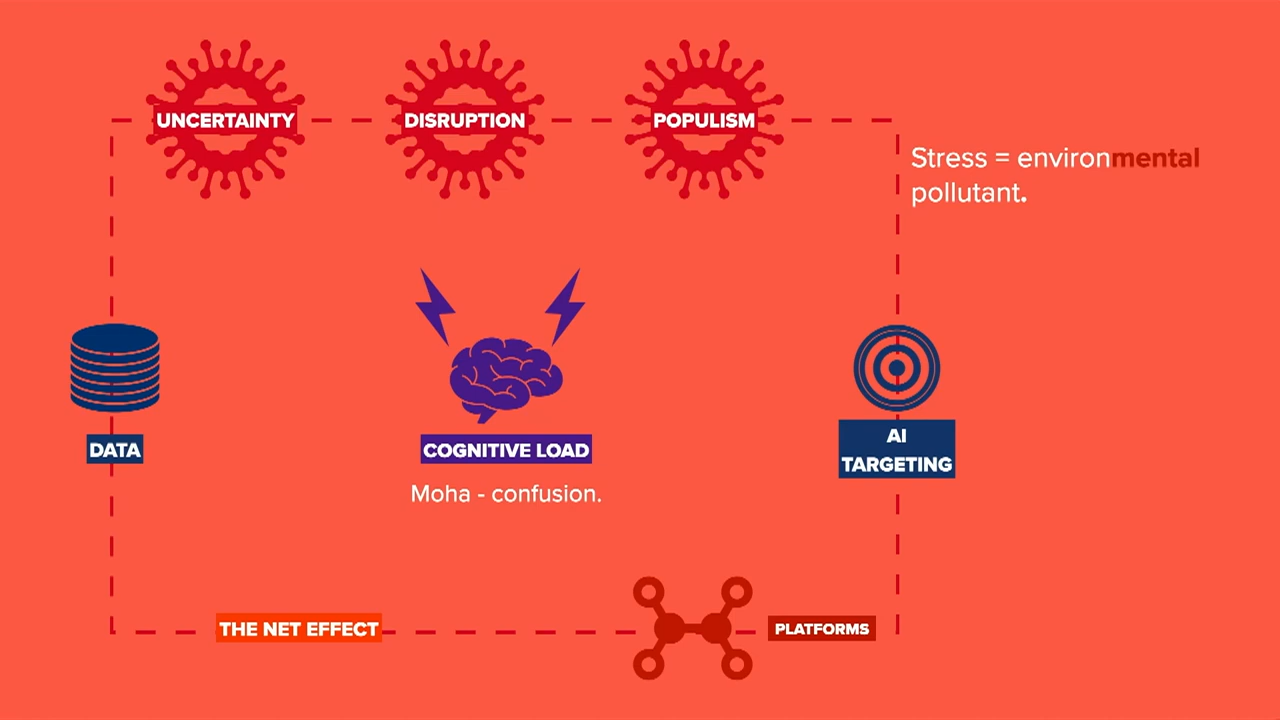 UNCERTAINTY
DISRUPTION
POPULISM
Stress = environmental
pollutant.
DATA
COGNITIVE LOAD
Moha - confusion.
AI
TARGETING
THE NET EFFECT
PLATFORMS